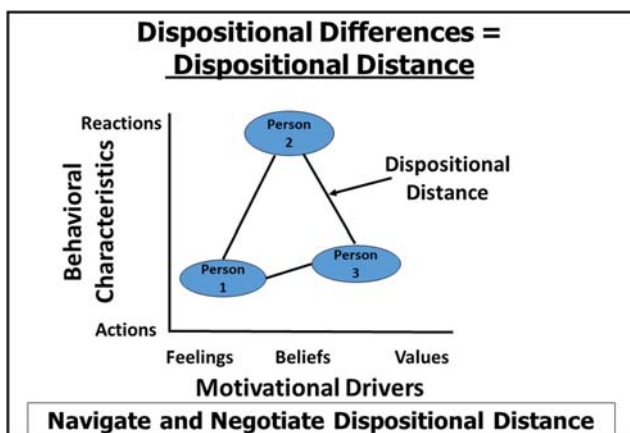 Dispositional Differences =
Dispositional Distance
Reactions
Behavioral
Characteristics
Actions
Person
2
Dispositional
Distance
Person
1
Person
3
Feelings Beliefs Values
Motivational Drivers
Navigate and Negotiate Dispositional Distance